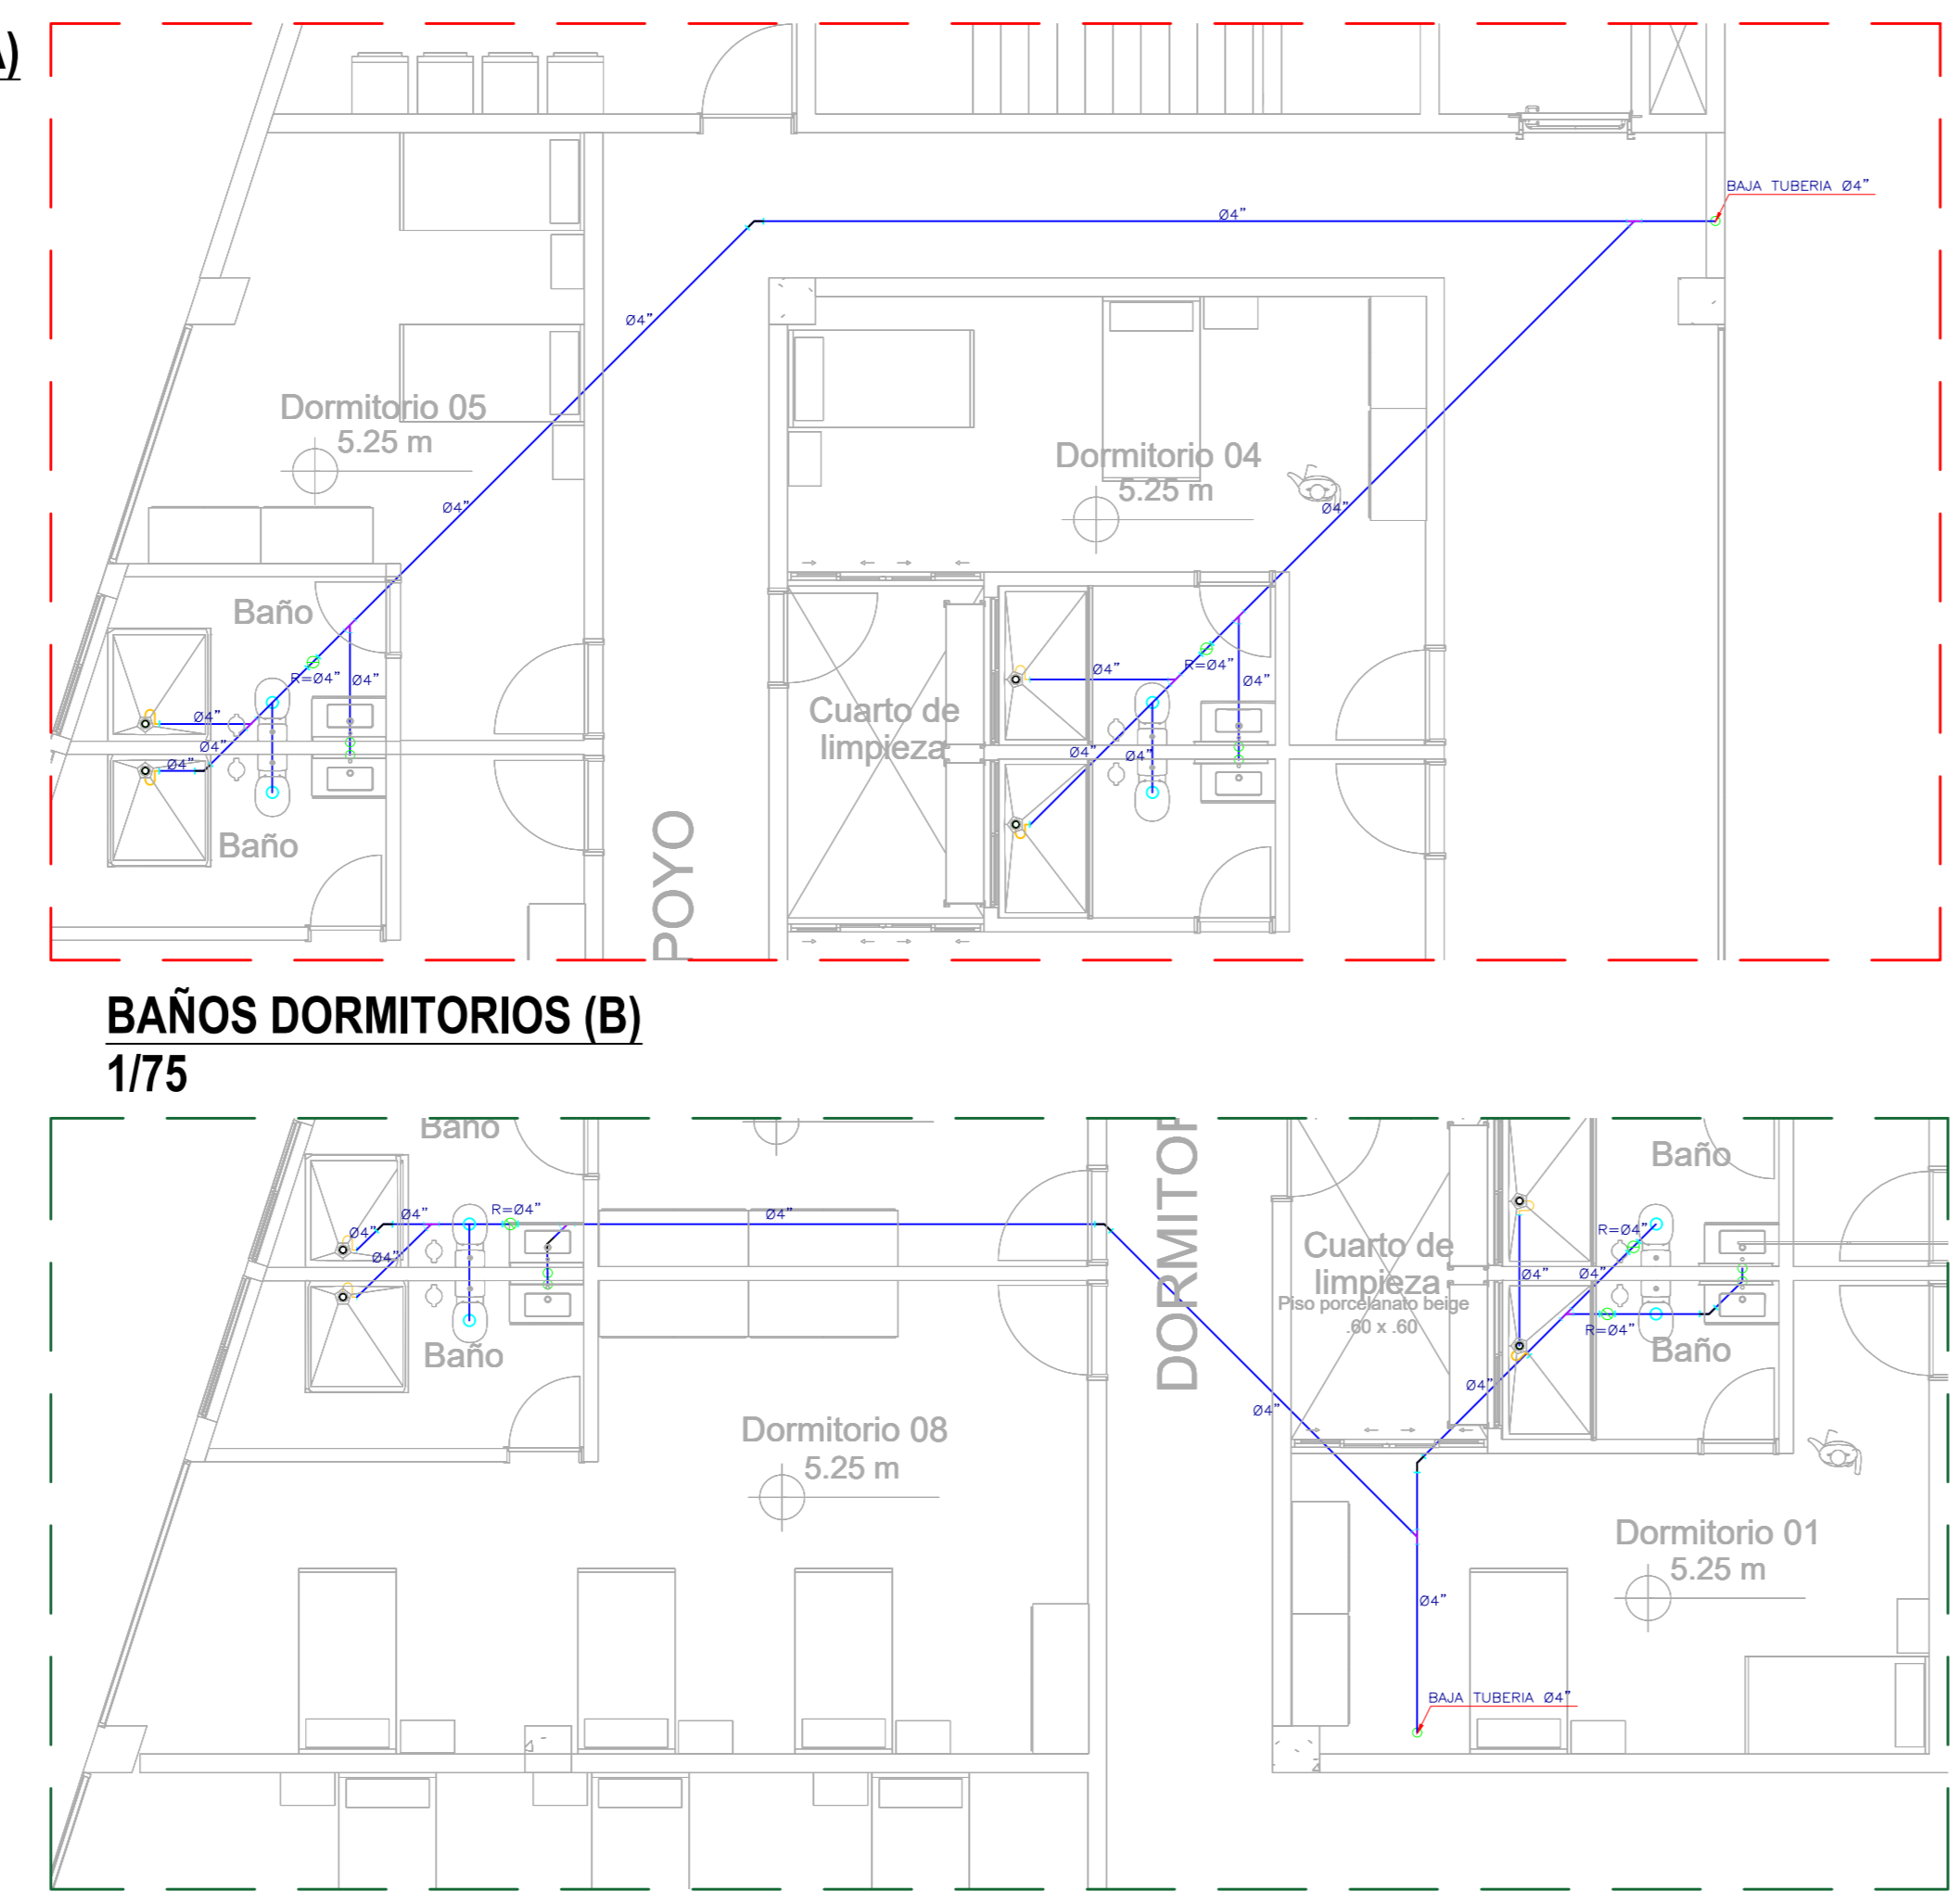 A)
BAJA TUBERIA Ø4”
Ø4”
Ø4”
Dormitorio 05
5.25 m
Dormitorio 04
5.25 m
Ø4”
Ø4”
Baño
R=Ø4”
Ø4”
Ø4”
R=Ø4”
Ø4”
Ø4”
Ø4”
Ø4”
Cuarto de
limpieza
Ø4”
Ø4”
Baño
POYO
BAÑOS DORMITORIOS (B)
1/75
Baño
DORMITOR
Baño
Ø4”
R=Ø4”
Ø4”
Ø4”
Ø4”
R=Ø4”
Cuarto de
limpieza
Piso porcelanato beige
.60 x .60
Ø4”
Ø4”
R=Ø4”
Baño
Baño
Ø4”
Ø4”
Dormitorio 08
5.25 m
Dormitorio 01
5.25 m
Ø4”
BAJA TUBERIA Ø4”